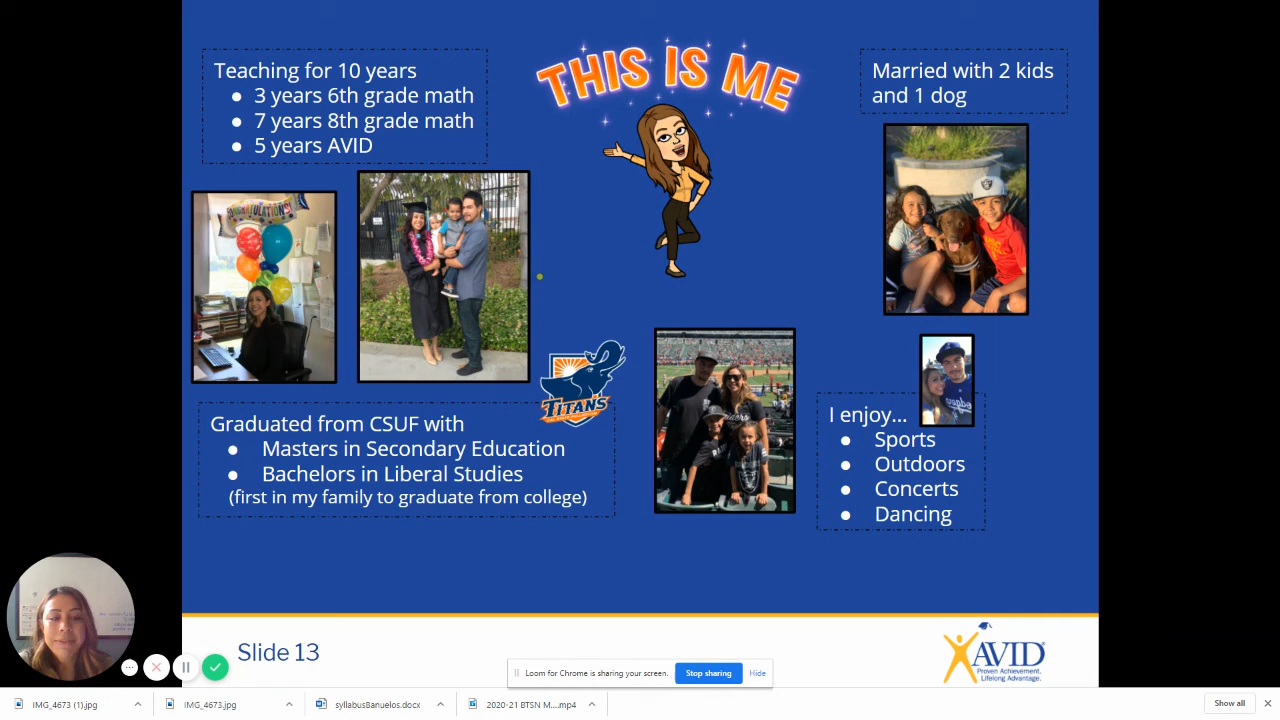 THIS IS ME
Teaching for 10 years
● 3 years 6th grade math
● 7 years 8th grade math
● 5 years AVID
Married with 2 kids
and 1 dog
CONGRATULATIONS!
TITANS
Graduated from CSUF with
● Masters in Secondary Education
● Bachelors in Liberal Studies
(first in my family to graduate from college)
I enjoy...
● Sports
● Outdoors
● Concerts
● Dancing
Slide 13
AVID
Proven Achievement.
Lifelong Advantage.
Loom for Chrome is sharing your screen.
Stop sharing
Hide
IMG_4673 (1).jpg
IMG_4673.jpg
syllabusBanuelos.docx
2020-21 BTSN M....mp4
Show all